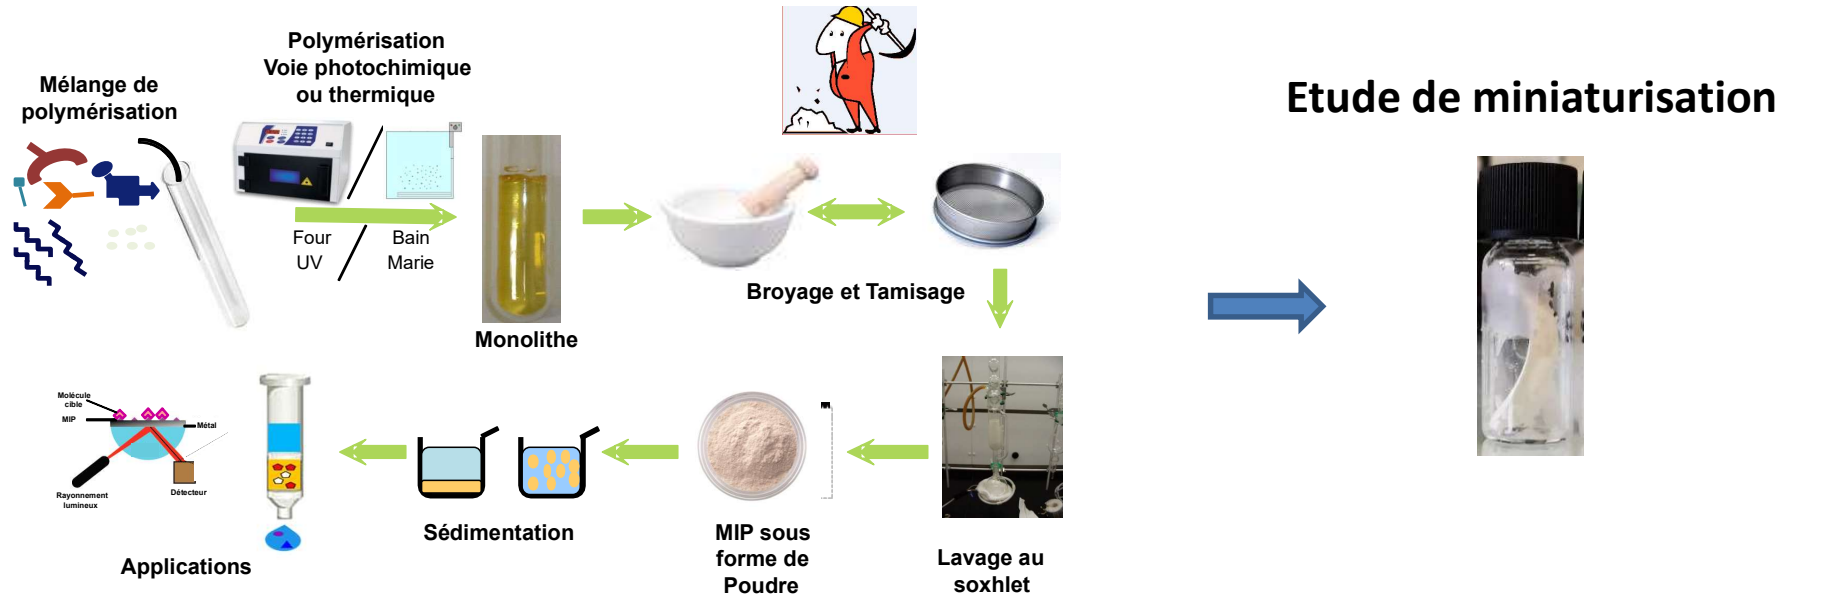 Mélange de
polymérisation
Polymérisation
Voie photochimique
ou thermique
Four
UV
Bain
Marie
Monolithe
Broyage et Tamisage
Etude de miniaturisation
Lavage au
soxhlet
MIP sous
forme de
Poudre
Sédimentation
Applications
Molécule
cible
MIP
Métal
Rayonnement
lumineux
Détecteur